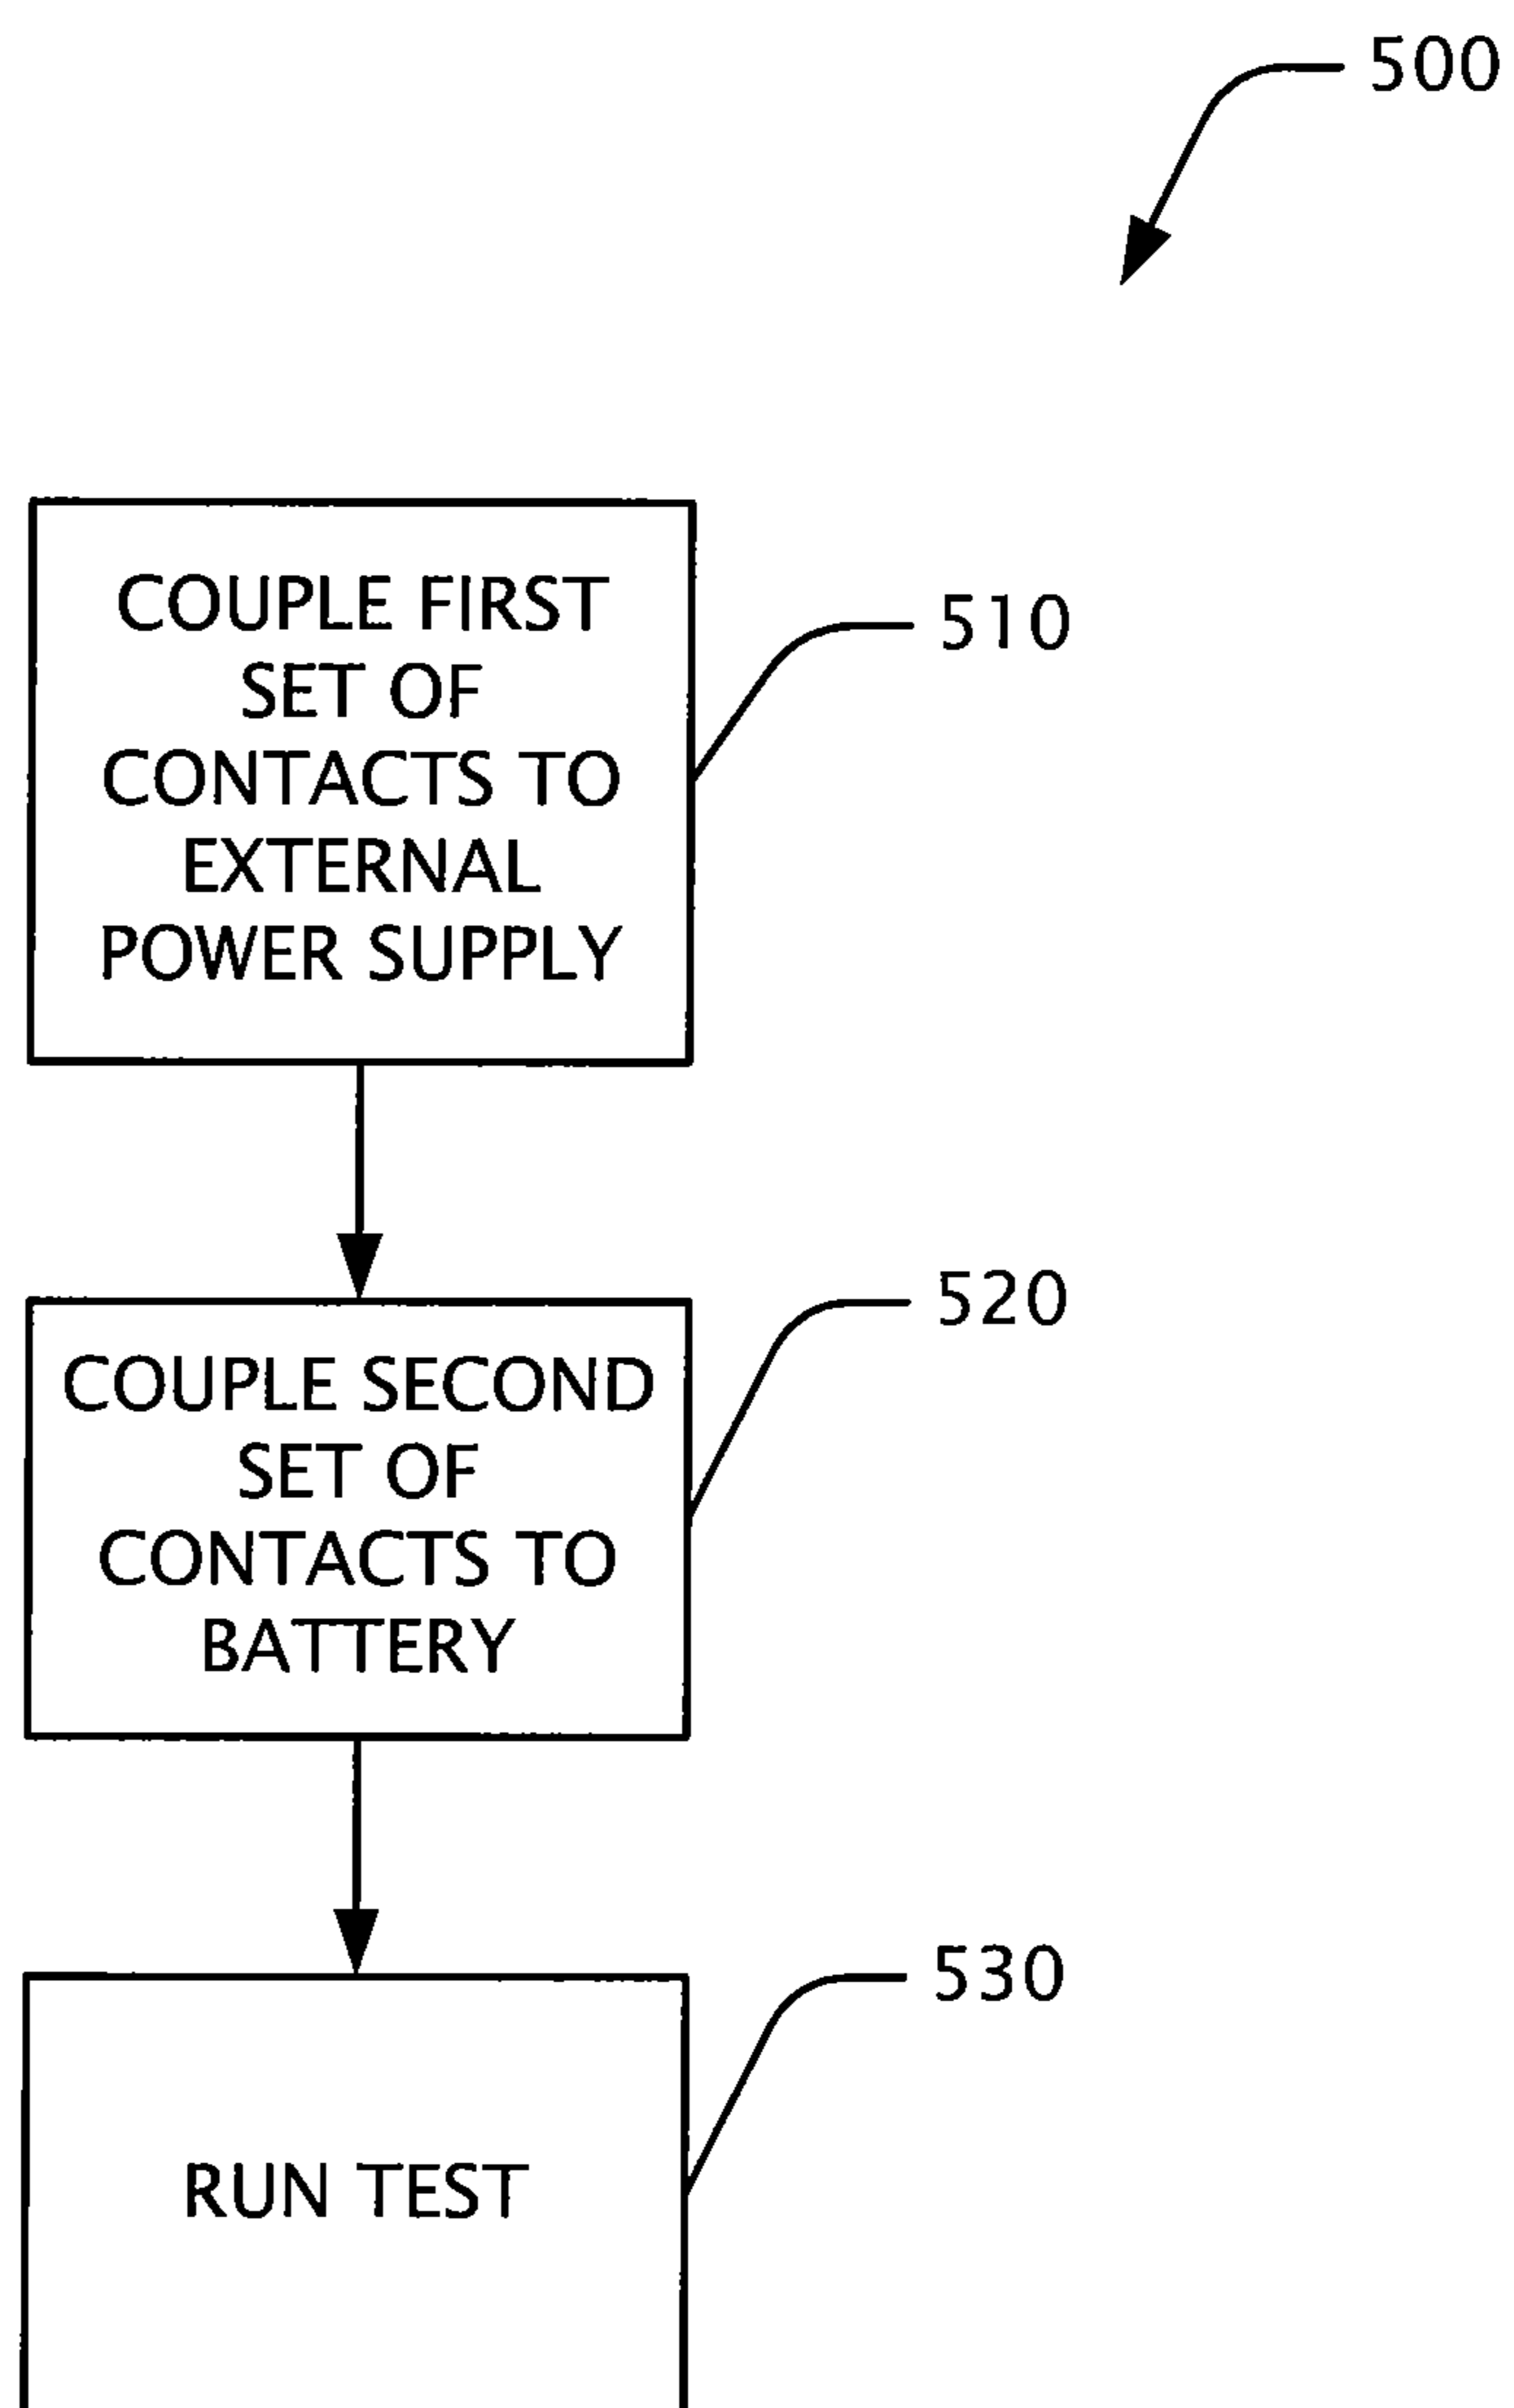 500
COUPLE FIRST
SET OF
CONTACTS TO
EXTERNAL
POWER SUPPLY
510
COUPLE SECOND
SET OF
CONTACTS TO
BATTERY
520
RUN TEST
530